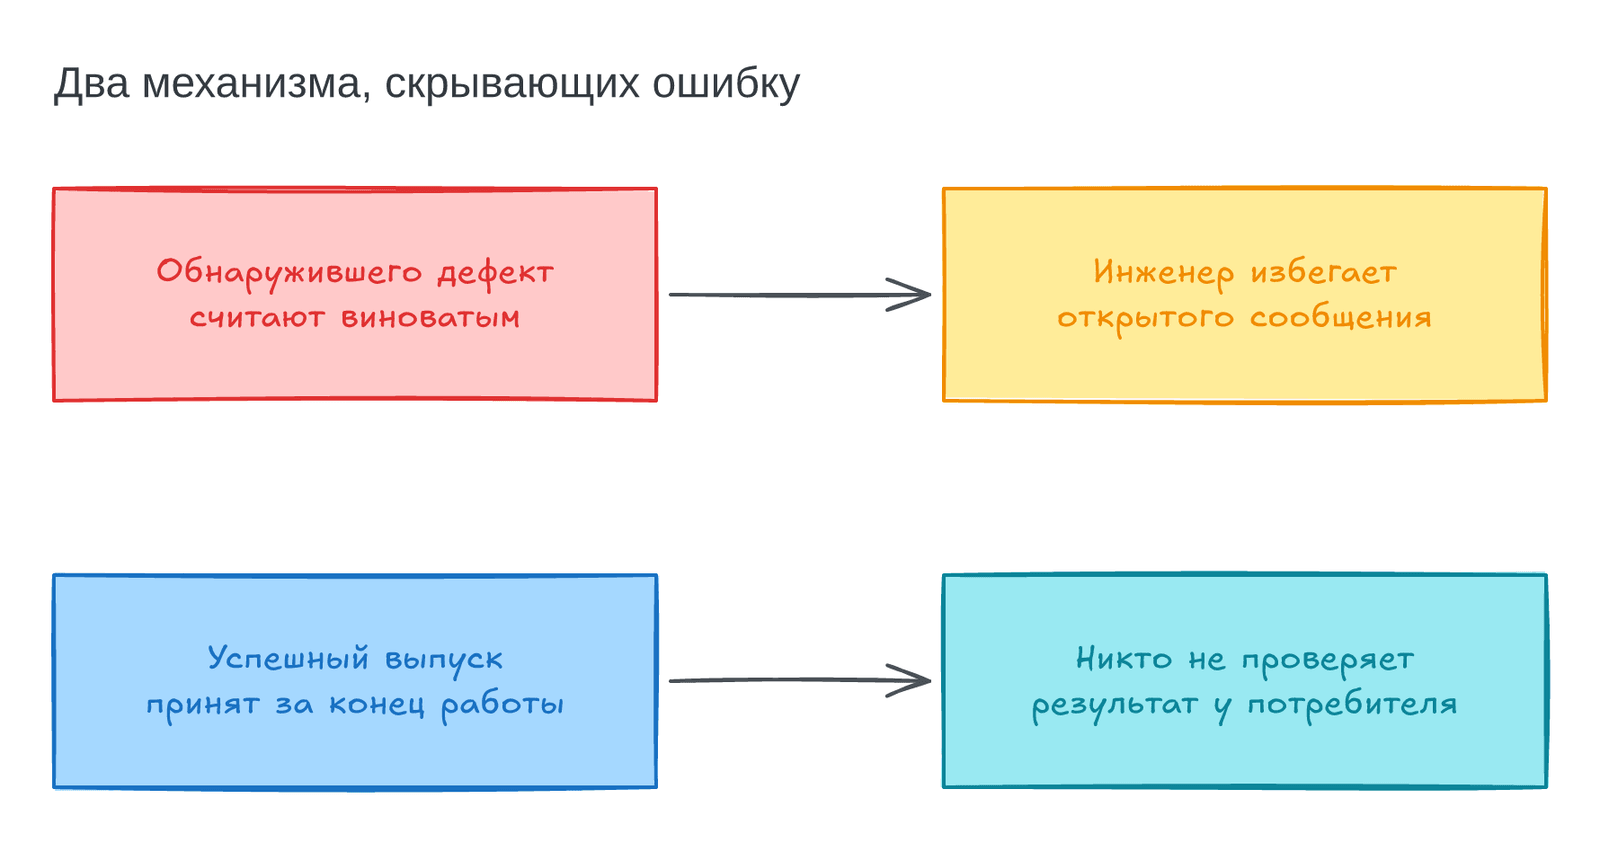 Два механизма, скрывающих ошибку
Обнаружившего дефект
считают виноватым
Инженер избегает
открытого сообщения
Успешный выпуск
принят за конец работы
Никто не проверяет
результат у потребителя